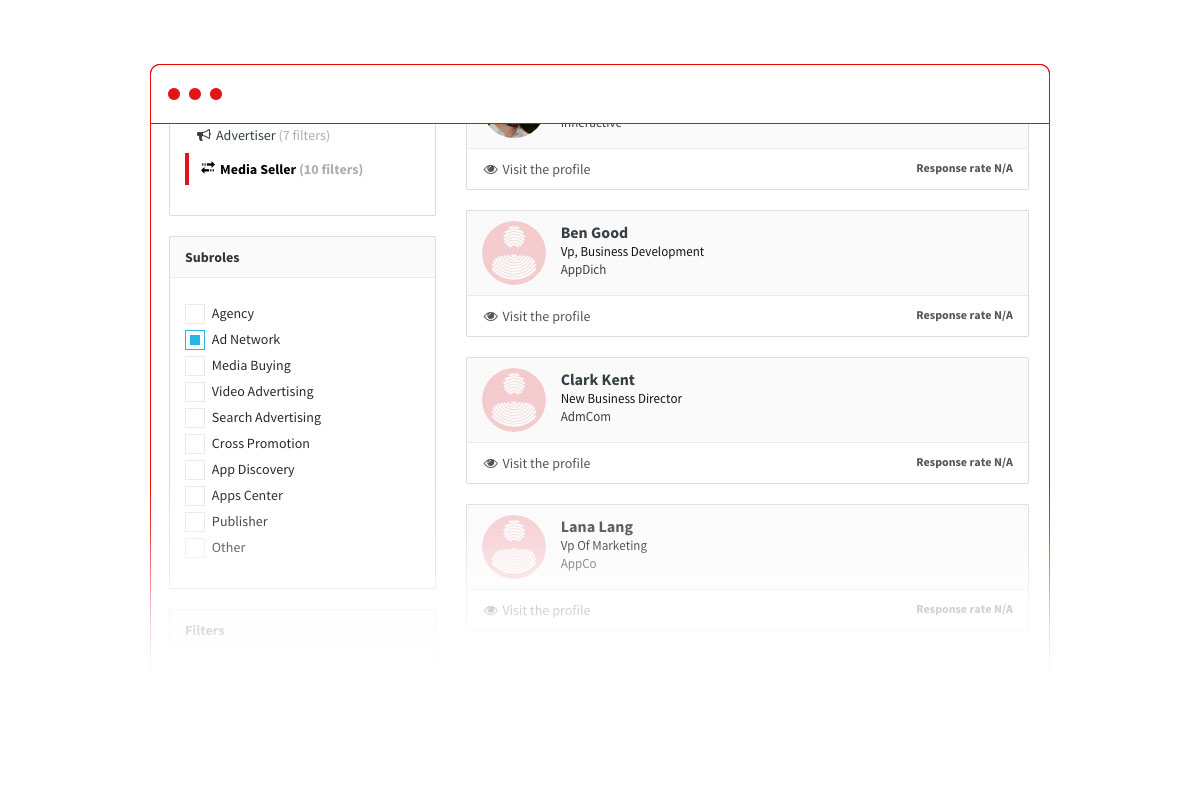 Advertiser (7 filters)
Media Seller (10 filters)
Subroles
Agency
Ad Network
Media Buying
Video Advertising
Search Advertising
Cross Promotion
App Discovery
Apps Center
Publisher
Other
Filters
Visit the profile
Response rate N/A
Ben Good
Vp, Business Development
AppDich
Visit the profile
Response rate N/A
Clark Kent
New Business Director
AdmCom
Visit the profile
Response rate N/A
Lana Lang
Vp Of Marketing
AppCo
Visit the profile
Response rate N/A